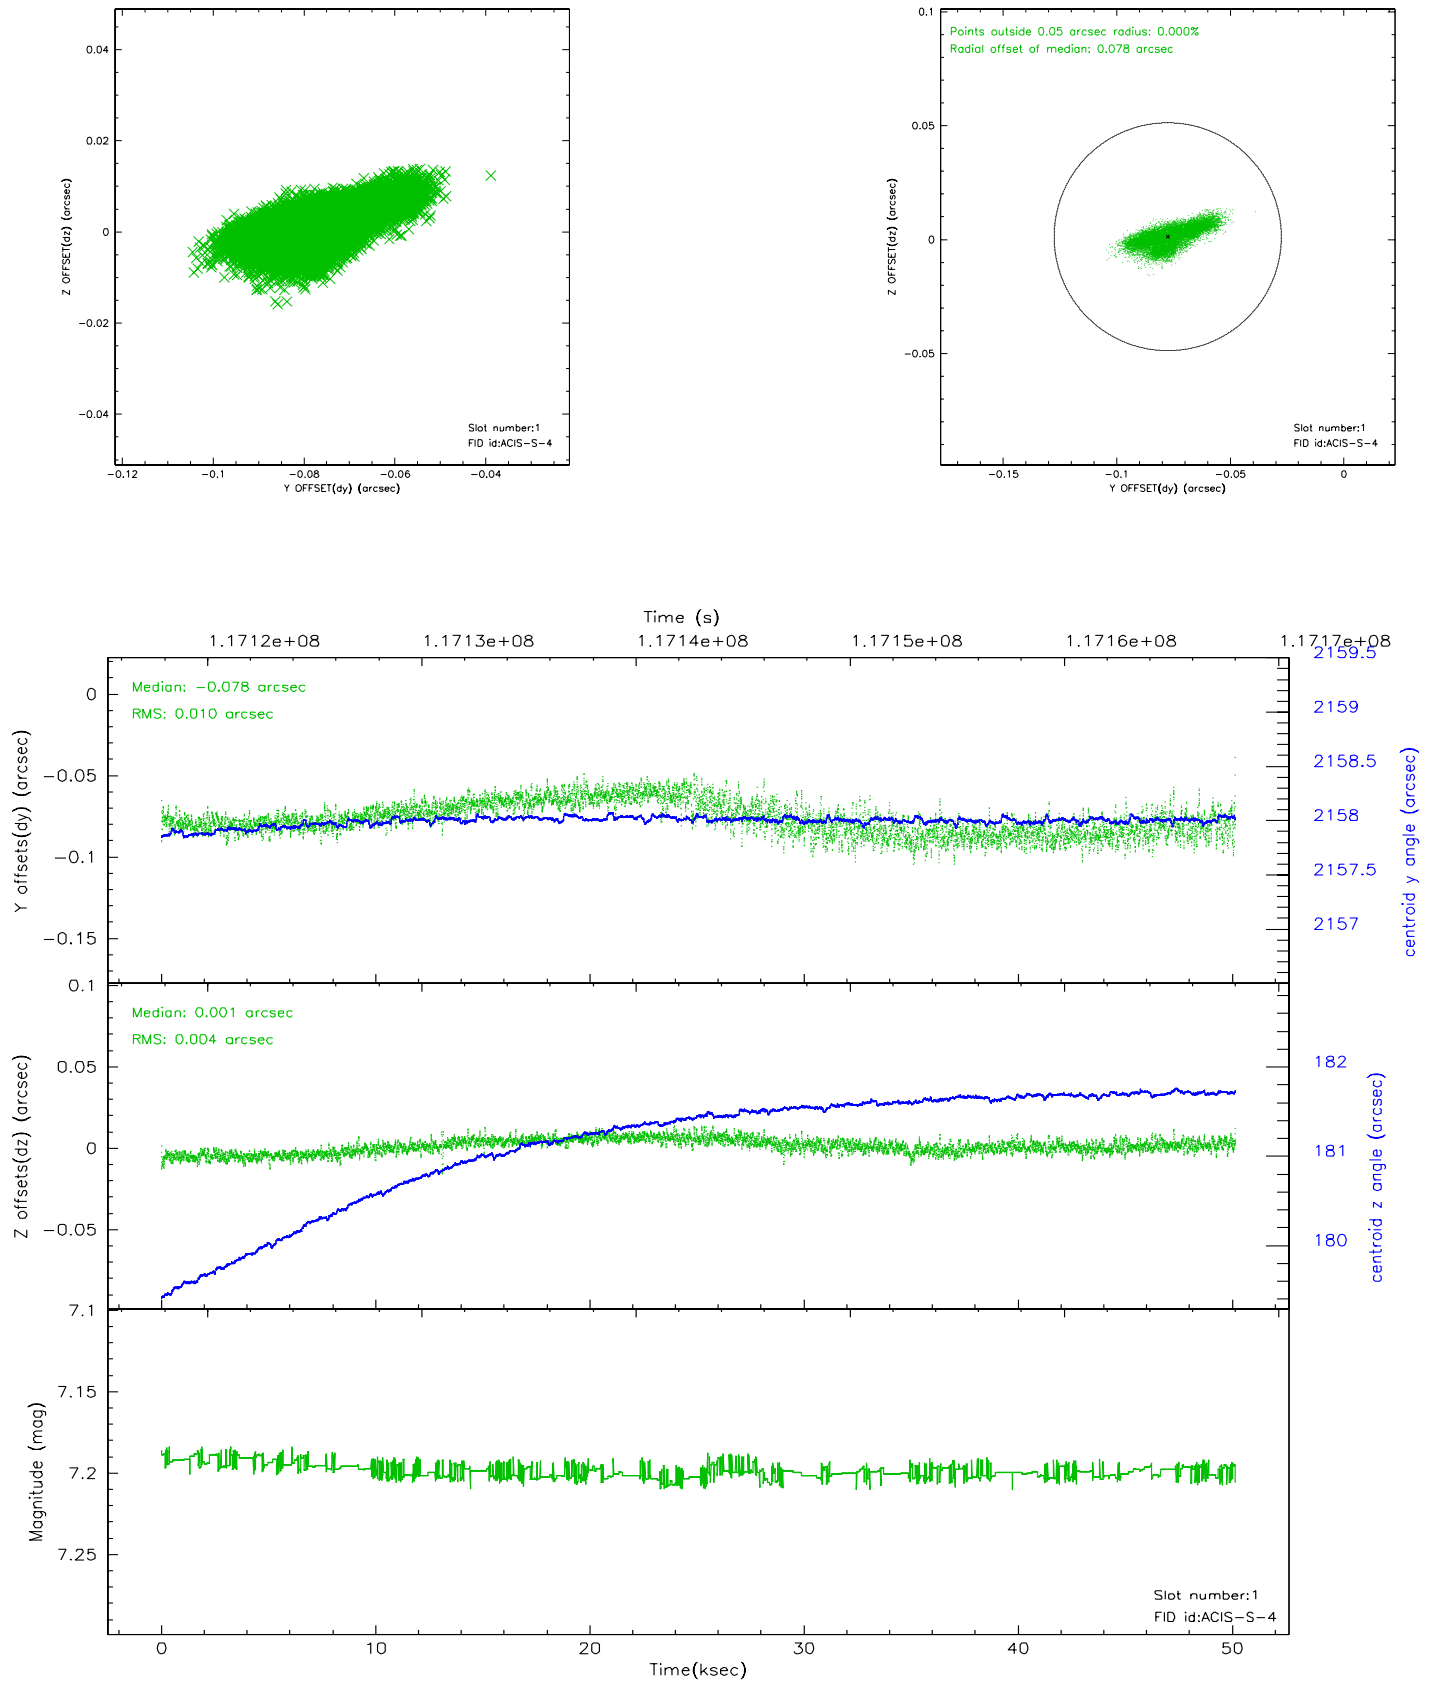 0.04
0.02
0
−0.02
−0.04
Z OFFSET(dz) (arcsec)
Slot number:1
FID id:ACIS−S−4
−0.12 −0.1 −0.08 −0.06 −0.04
Y OFFSET(dy) (arcsec)
0.1
0.05
0
−0.05
Z OFFSET(dz) (arcsec)
Points outside 0.05 arcsec radius: 0.000%
Radial offset of median: 0.078 arcsec
Slot number:1
FID id:ACIS−S−4
−0.15 −0.1 −0.05 0
Y OFFSET(dy) (arcsec)
Time (s)
1.1712e+08 1.1713e+08 1.1714e+08 1.1715e+08 1.1716e+08 1.1717e+08
Median: −0.078 arcsec
RMS: 0.010 arcsec
0
−0.05
−0.1
−0.15
Y offsets(dy) (arcsec)
2159.5
2159
2158.5
2158
2157.5
2157
centroid y angle (arcsec)
Median: 0.001 arcsec
RMS: 0.004 arcsec
0.1
0.05
0
−0.05
Z offsets(dz) (arcsec)
182
181
180
centroid z angle (arcsec)
7.1
7.15
7.2
7.25
Magnitude (mag)
Slot number:1
FID id:ACIS−S−4
0 10 20 30 40 50
Time(ksec)